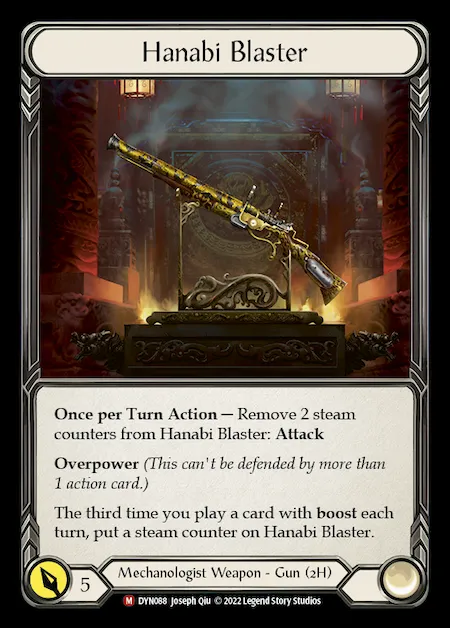 Hanabi Blaster
Once per Turn Action — Remove 2 steam
counters from Hanabi Blaster: Attack
Overpower (This can't be defended by more than
1 action card.)
The third time you play a card with boost each
turn, put a steam counter on Hanabi Blaster.
5
Mechanologist Weapon - Gun (2H)
M DYN088 Joseph Qiu © 2022 Legend Story Studios